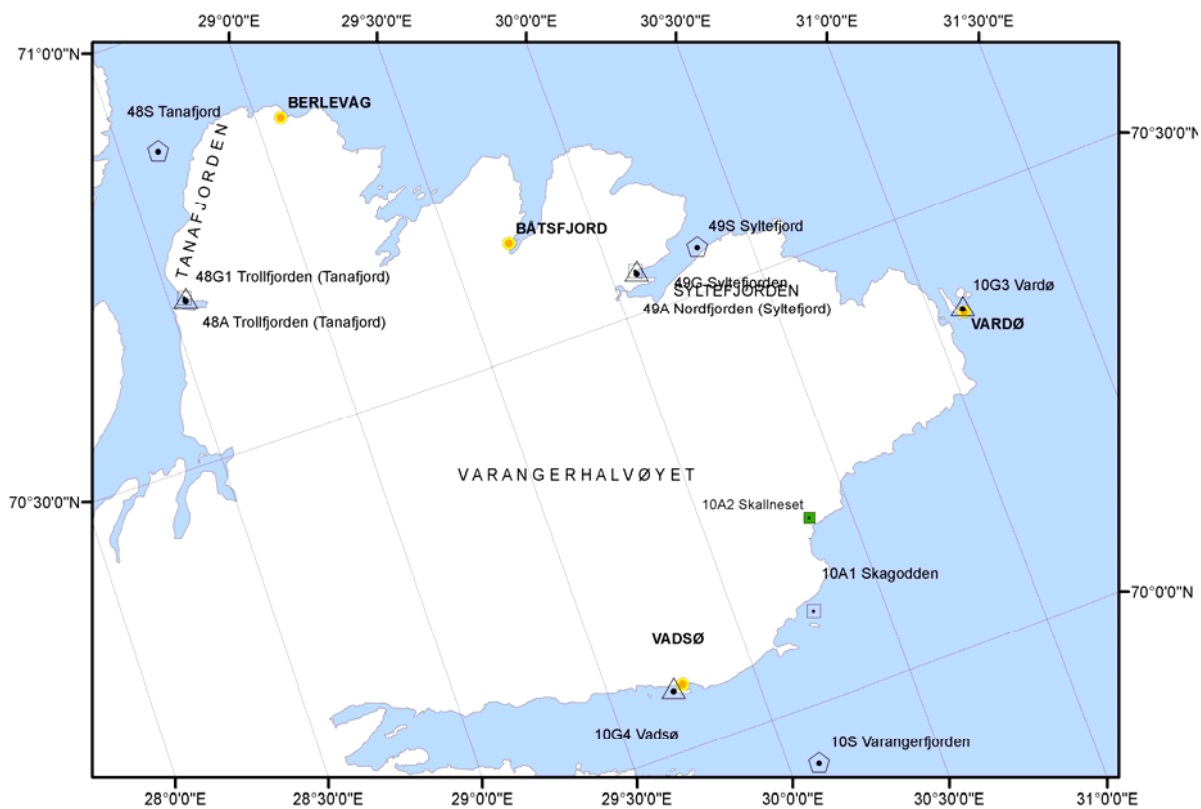 29°0'0"E
29°30'0"E
30°0'0"E
30°30'0"E
31°0'0"E
31°30'0"E
71°0'0"N
BERLEVÅG
48S Tanafjord
70°30'0"N
TANAFJORDEN
BÅTSFJORD
49S Syltefjord
48G1 Trollfjorden (Tanafjord)
49G Syltefjorden
SYLTEFJORDEN
10G3 Vardø
49A Nordfjorden (Syltefjord)
48A Trollfjorden (Tanafjord)
VARDØ
VARANGERHALVØYET
70°30'0"N
10A2 Skallneset
10A1 Skagodden
70°0'0"N
VADSØ
10G4 Vadsø
10S Varangerfjorden
28°0'0"E
28°30'0"E
29°0'0"E
29°30'0"E
30°0'0"E
30°30'0"E
31°0'0"E